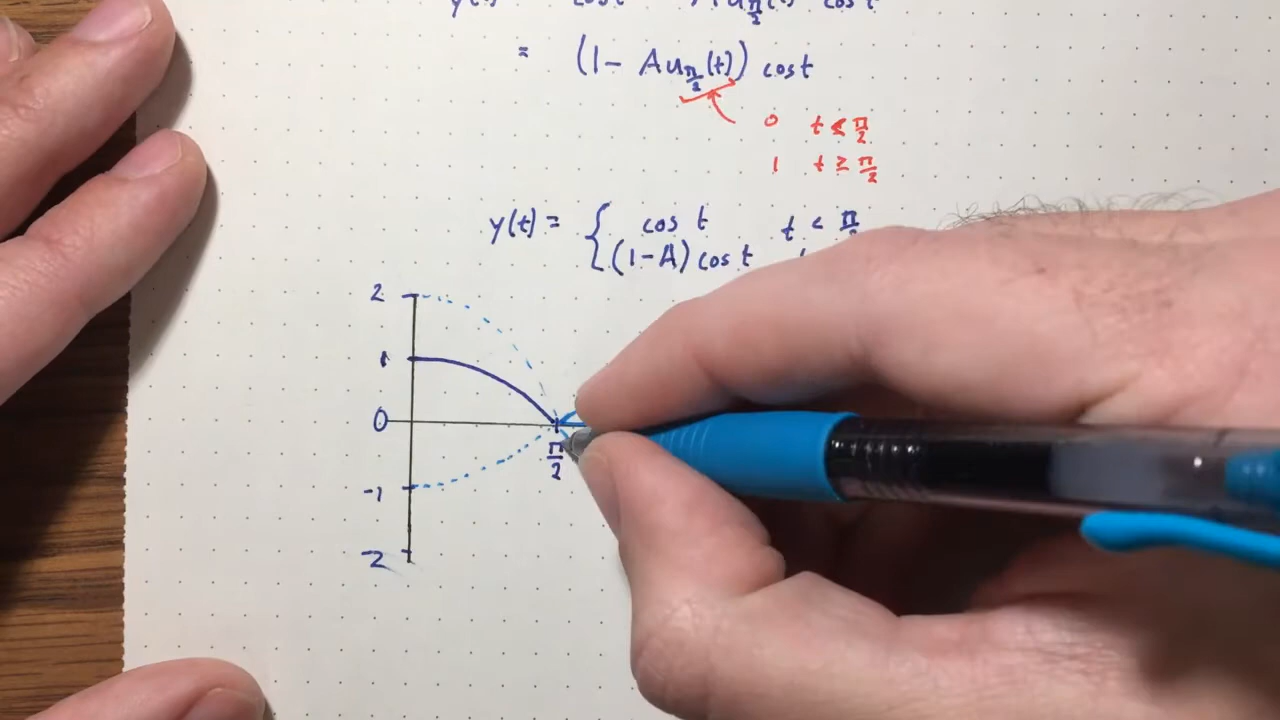 = (1 - Au_{π/2}(t)) cos t
0 t < π/2
1 t ≥ π/2
y(t) = { cos t t <
(1-A) cos t
2
1
0
π/2
-1
-2